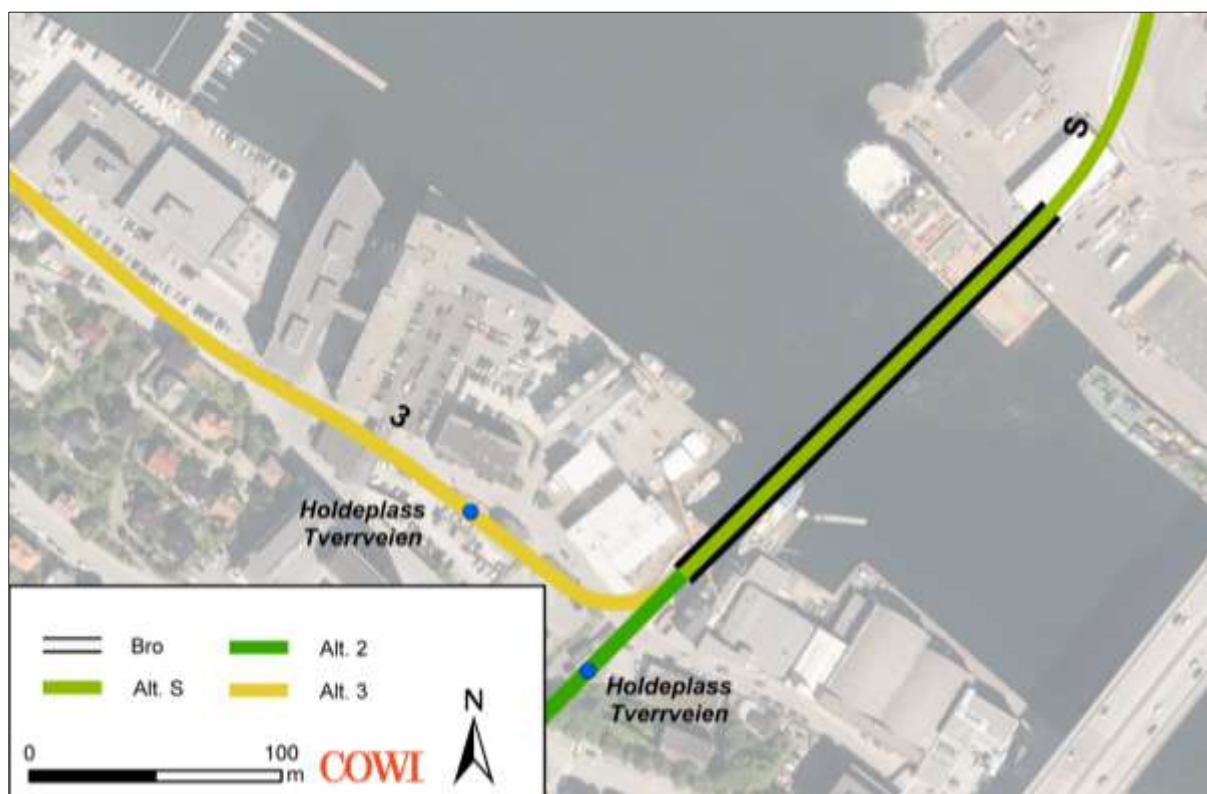 S
3
Holdeplass
Tverrveien
Holdeplass
Tverrveien
Bro
Alt. 2
Alt. S
Alt. 3
N
0
100
m
COWI